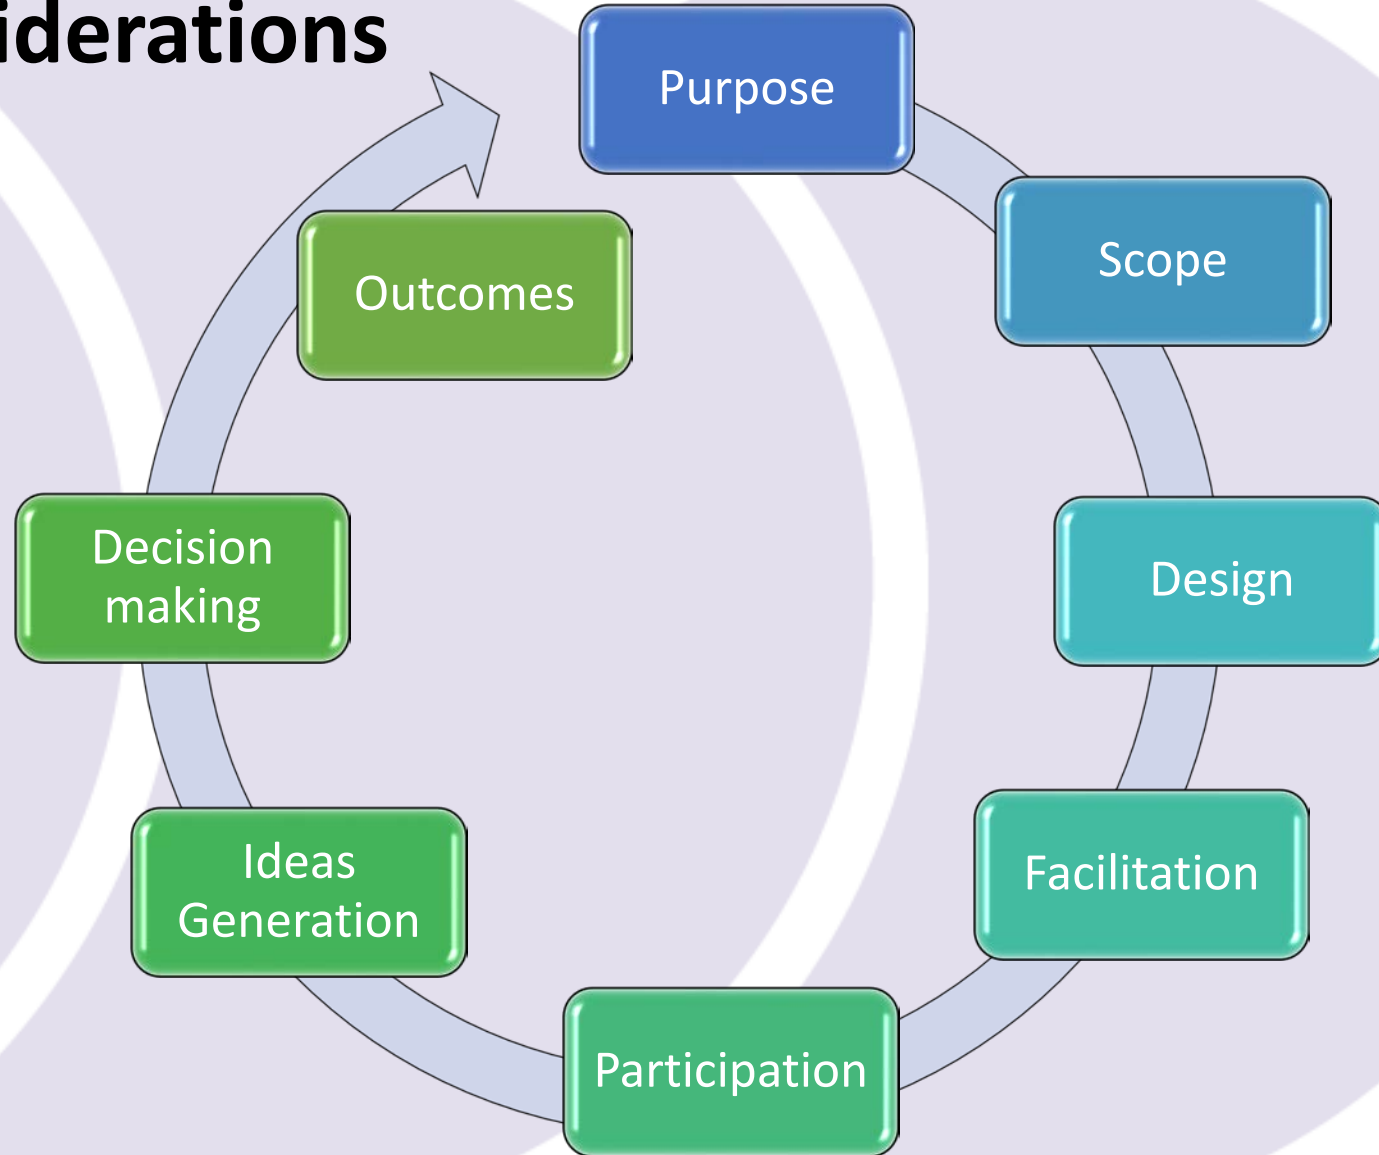 iderations
Purpose
Scope
Design
Facilitation
Participation
Ideas
Generation
Decision
making
Outcomes